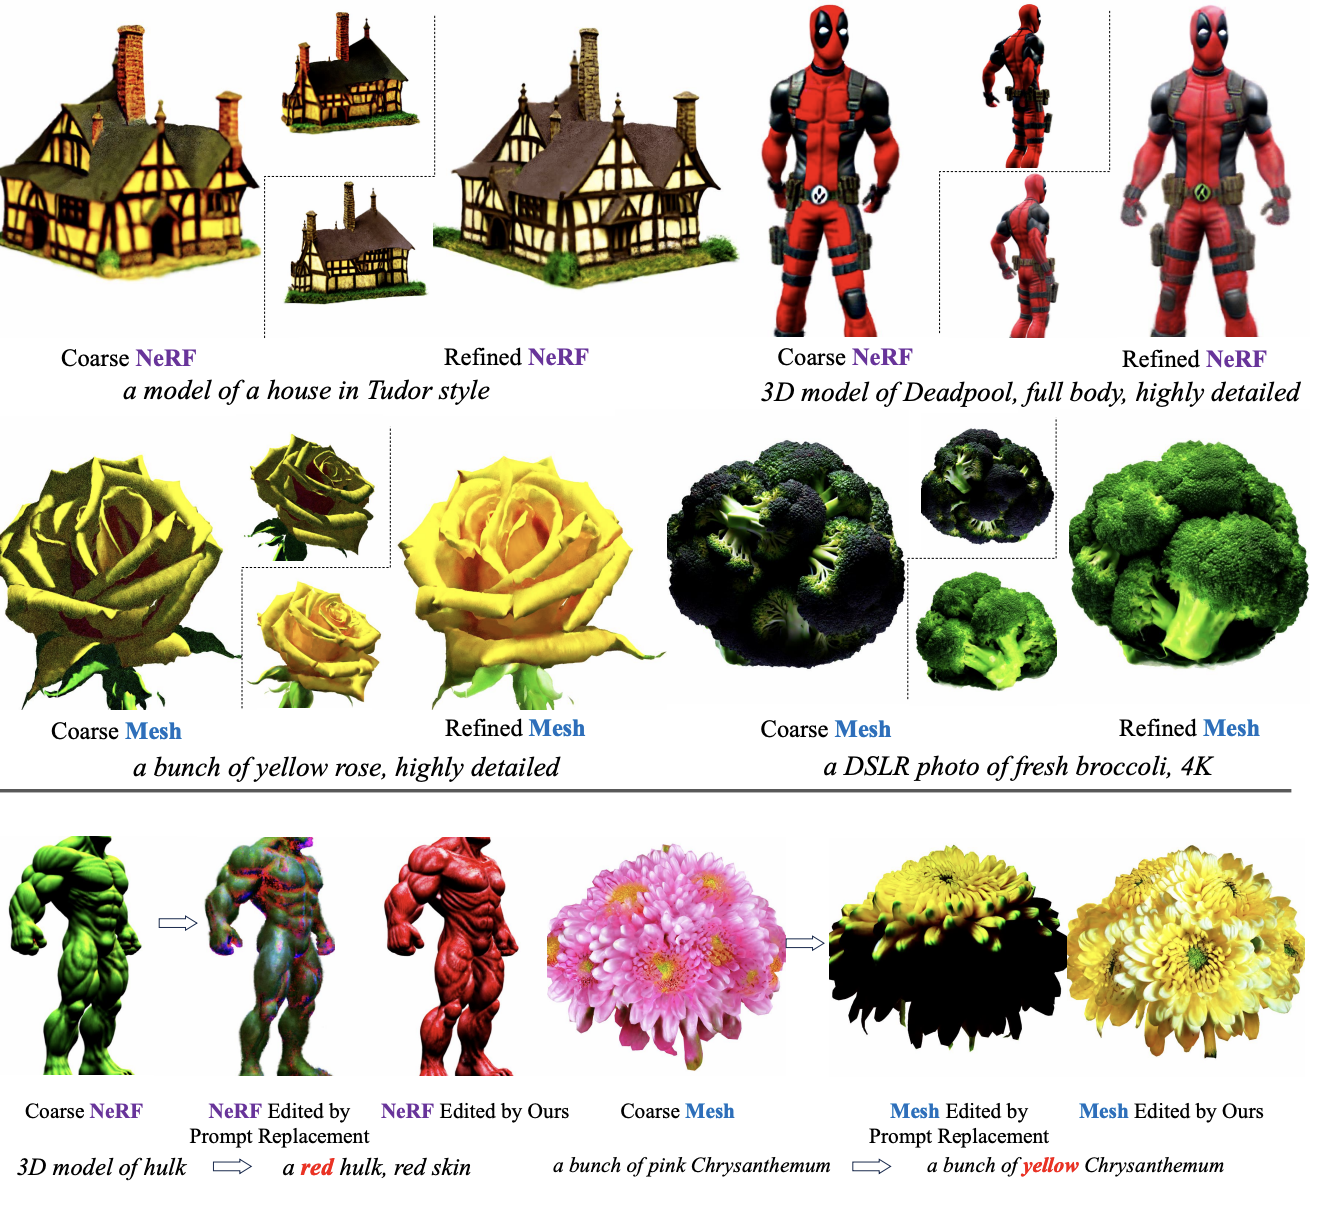 Coarse NeRF
Refined NeRF
a model of a house in Tudor style
Coarse NeRF
Refined NeRF
3D model of Deadpool, full body, highly detailed
Coarse Mesh
Refined Mesh
a bunch of yellow rose, highly detailed
Coarse Mesh
Refined Mesh
a DSLR photo of fresh broccoli, 4K
Coarse NeRF
NeRF Edited by
Prompt Replacement
NeRF Edited by Ours
3D model of hulk
a red hulk, red skin
Coarse Mesh
Mesh Edited by
Prompt Replacement
Mesh Edited by Ours
a bunch of pink Chrysanthemum
a bunch of yellow Chrysanthemum